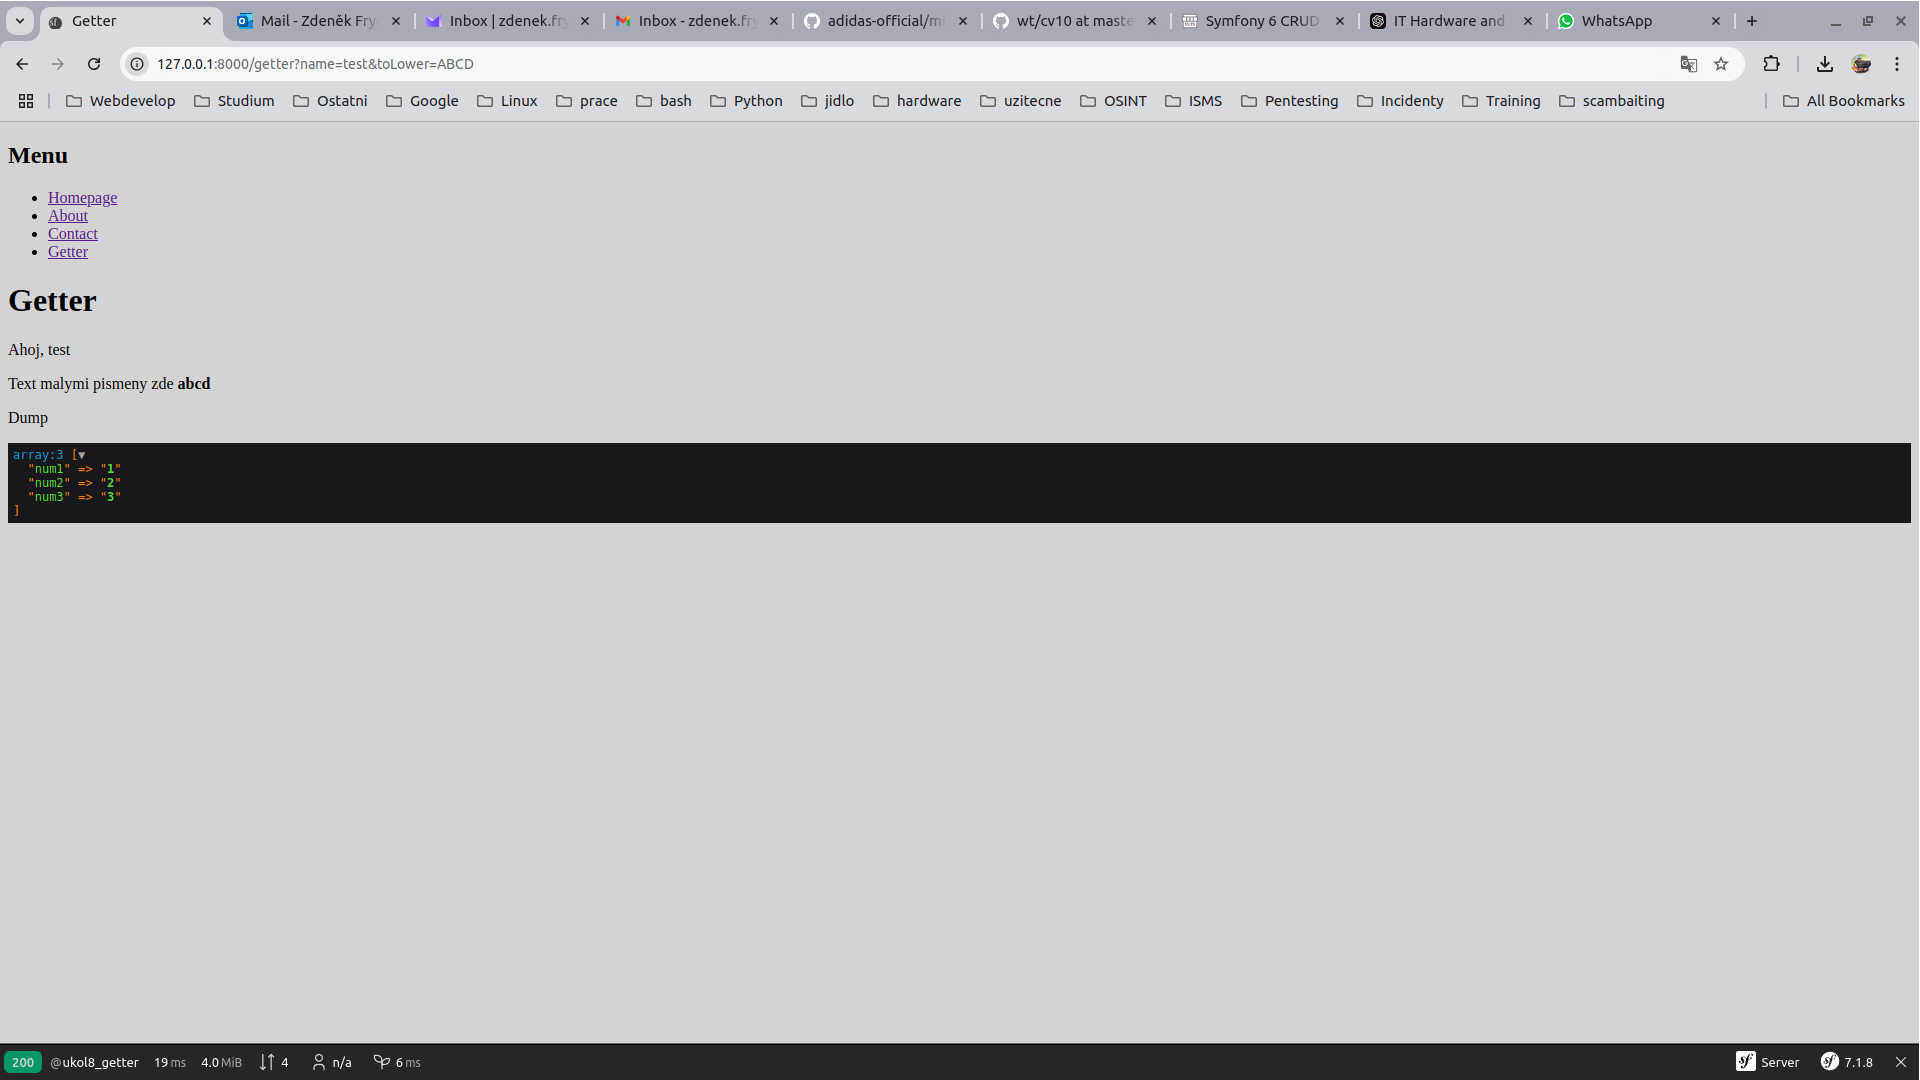 Getter
Mail - Zdeněk Fry
Inbox | zdenek.fry
Inbox - zdenek.fry
adidas-official/mi
wt/cv10 at maste
Symfony 6 CRUD
IT Hardware and
WhatsApp
127.0.0.1:8000/getter?name=test&toLower=ABCD
Webdevelop Studium Ostatni Google Linux prace bash Python jidlo hardware uzitecne OSINT ISMS Pentesting Incidenty Training scambaiting All Bookmarks
Menu
Homepage
About
Contact
Getter
Getter
Ahoj, test
Text malymi pismeny zde abcd
Dump
array:3 [▼
"num1" => "1"
"num2" => "2"
"num3" => "3"
]
200 @ukol8_getter 19 ms 4.0 MiB 4 n/a 6 ms Server 7.1.8